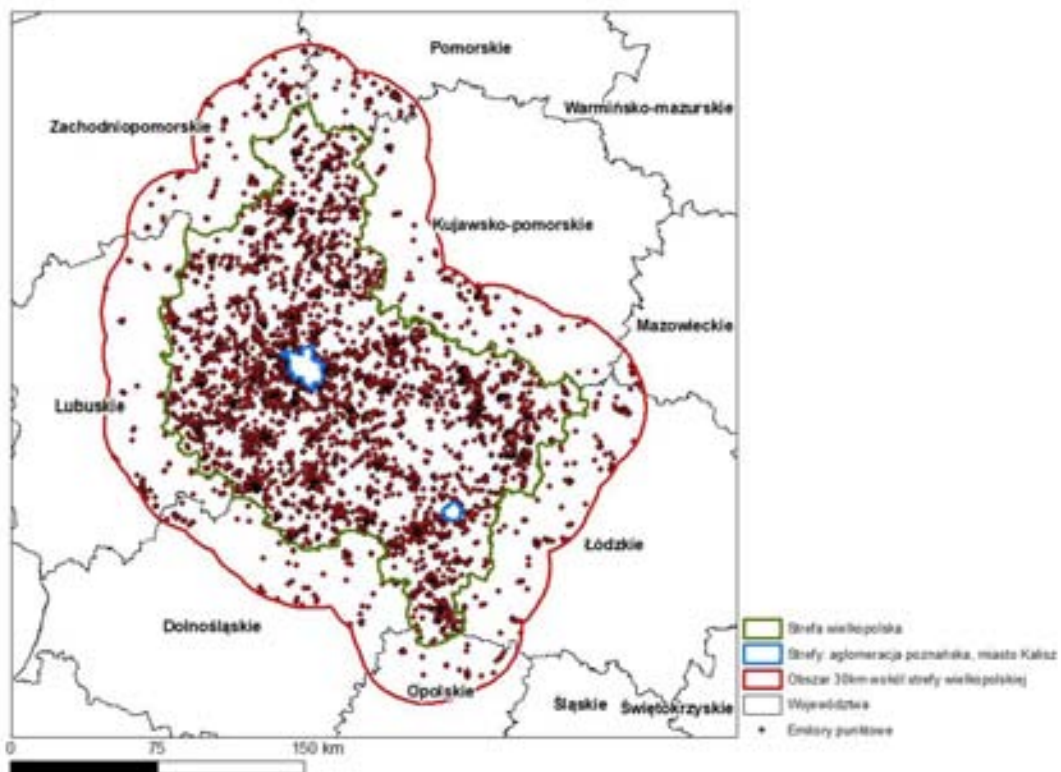 Pomorskie
Warmińsko-mazurskie
Zachodniopomorskie
Kujawsko-pomorskie
Mazowieckie
Lubuskie
Łódzkie
Dolnośląskie
Opolskie
Śląskie
Świętokrzyskie
Strefa wielkopolska
Strefy: aglomeracja poznańska, miasto Kalisz
Obszar 30km wokół strefy wielkopolskiej
Województwa
Emitory punktowe
0 75 150 km